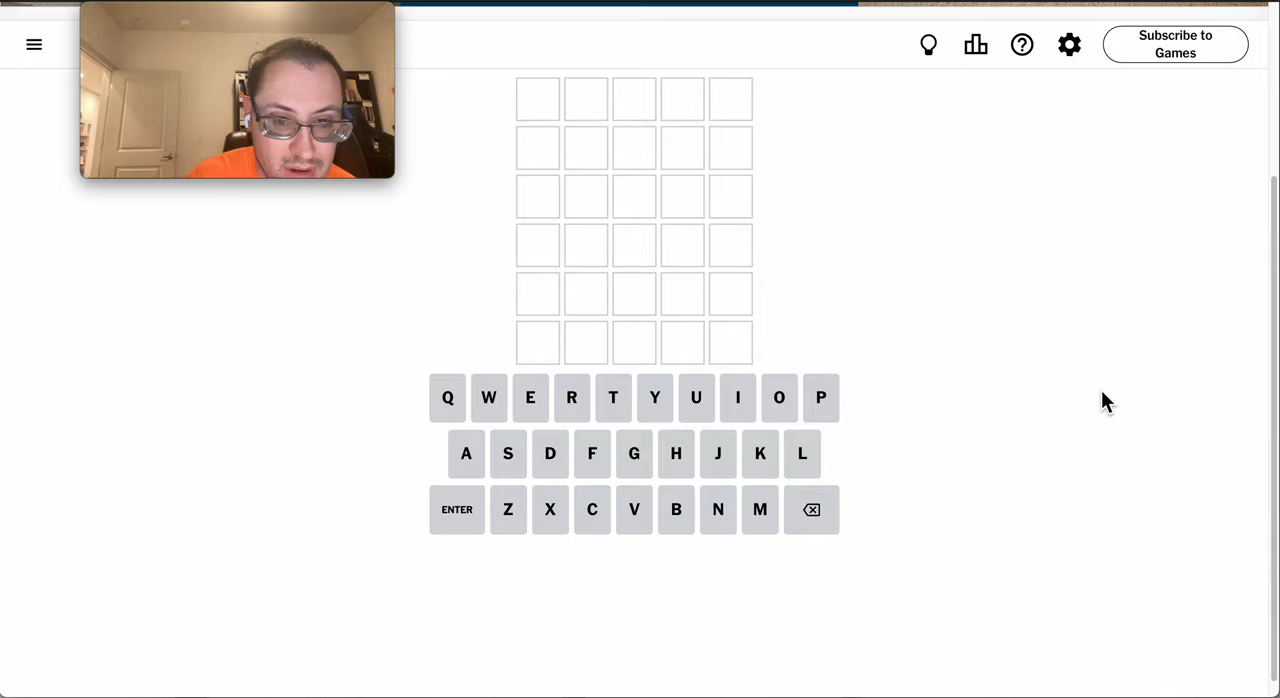 Subscribe to
Games
Q W E R T Y U I O P
A S D F G H J K L
ENTER Z X C V B N M